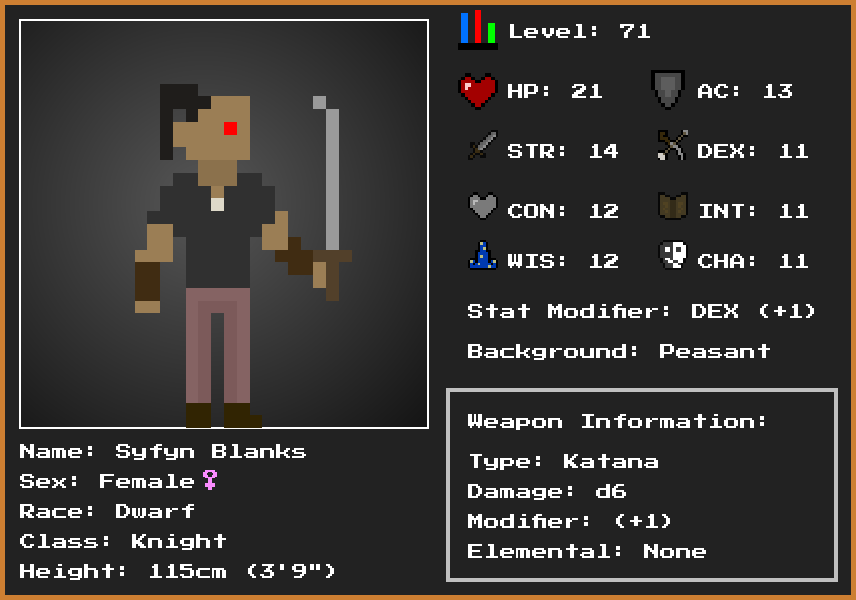 Level: 71
HP: 21
AC: 13
STR: 14
DEX: 11
CON: 12
INT: 11
WIS: 12
CHA: 11
Stat Modifier: DEX (+1)
Background: Peasant
Weapon Information:
Type: Katana
Damage: d6
Modifier: (+1)
Elemental: None
Name: Syfyn Blanks
Sex: Female♀
Race: Dwarf
Class: Knight
Height: 115cm (3'9")